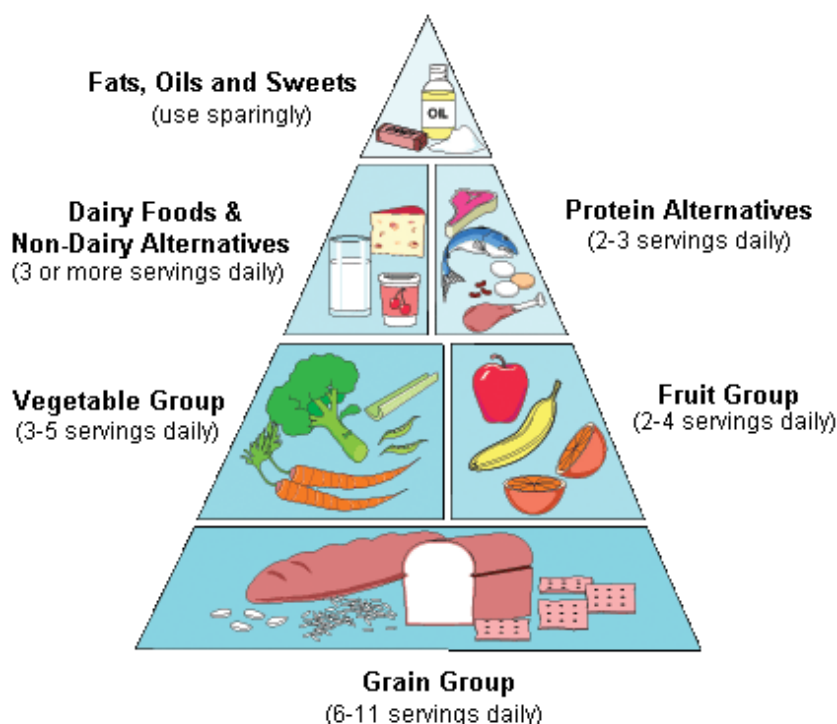 Fats, Oils and Sweets
(use sparingly)
OIL
Dairy Foods &
Non-Dairy Alternatives
(3 or more servings daily)
Protein Alternatives
(2-3 servings daily)
Vegetable Group
(3-5 servings daily)
Fruit Group
(2-4 servings daily)
Grain Group
(6-11 servings daily)